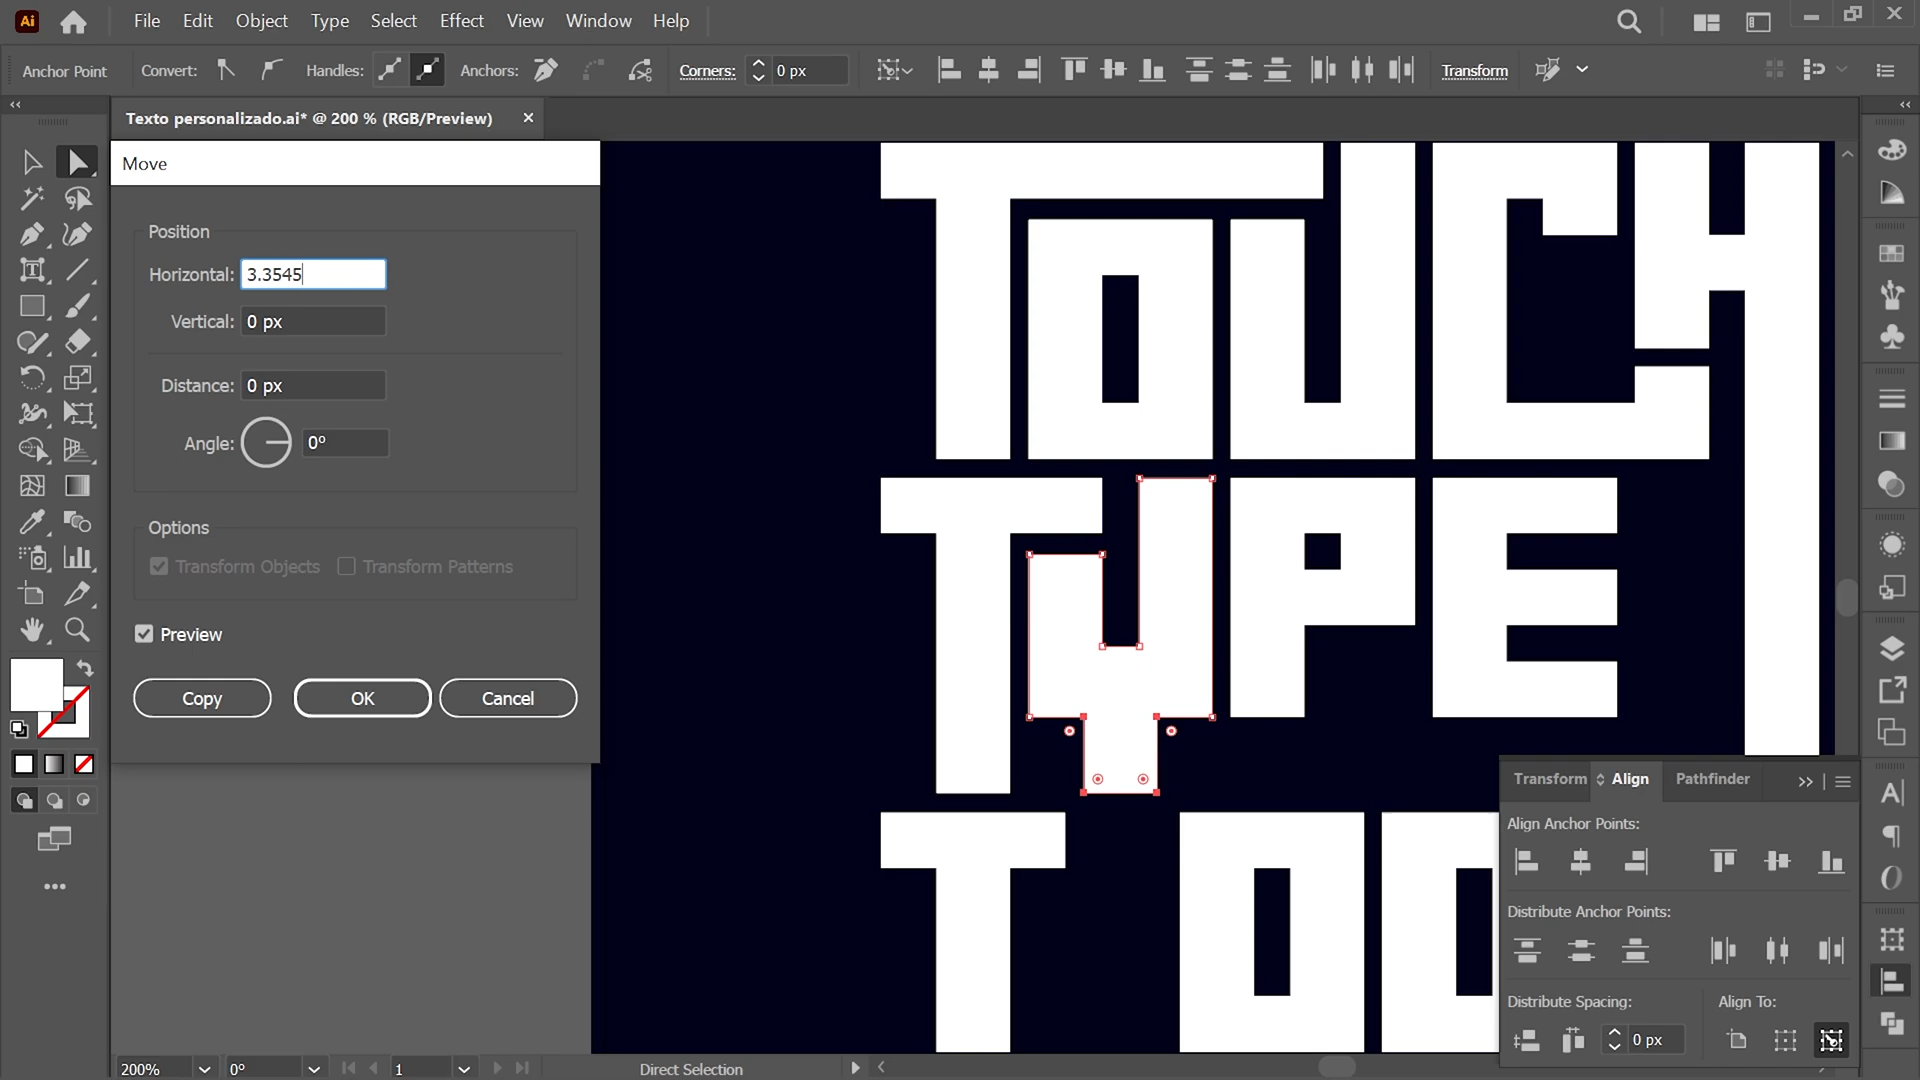 Ai File Edit Object Type Select Effect View Window Help
Anchor Point Convert: Handles: Anchors: Corners: 0 px Transform
Texto personalizado.ai* @ 200 % (RGB/Preview)
Move
Position
Horizontal: 3.3545
Vertical: 0 px
Distance: 0 px
Angle: 0°
Options
Transform Objects Transform Patterns
Preview
Copy OK Cancel
TOUCH
TYPE
T
Transform Align Pathfinder
Align Anchor Points:
Distribute Anchor Points:
Distribute Spacing: Align To:
0 px
200% 0° 1 Direct Selection